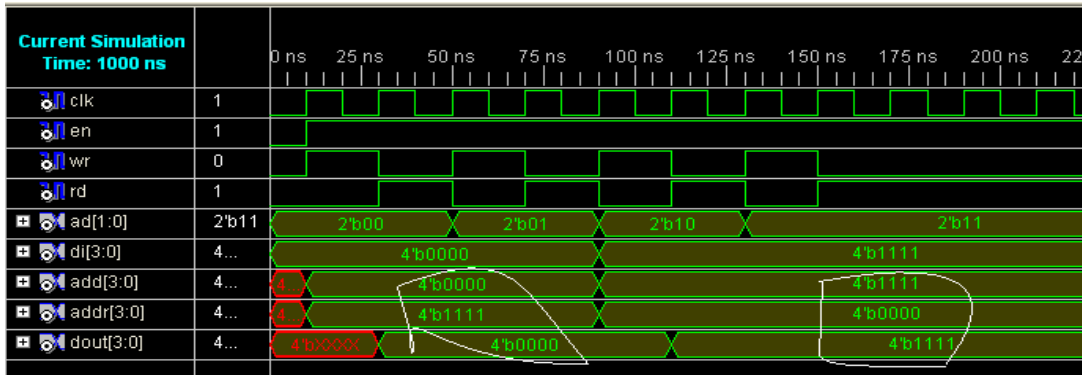 Current Simulation
Time: 1000 ns
0 ns 25 ns 50 ns 75 ns 100 ns 125 ns 150 ns 175 ns 200 ns 22
clk 1
en 1
wr 0
rd 1
ad[1:0] 2'b11 2'b00 2'b01 2'b10 2'b11
di[3:0] 4... 4'b0000 4'b1111
add[3:0] 4... 4... 4'b0000 4'b1111
addr[3:0] 4... 4... 4'b1111 4'b0000
dout[3:0] 4... 4'bXXXX 4'b0000 4'b1111